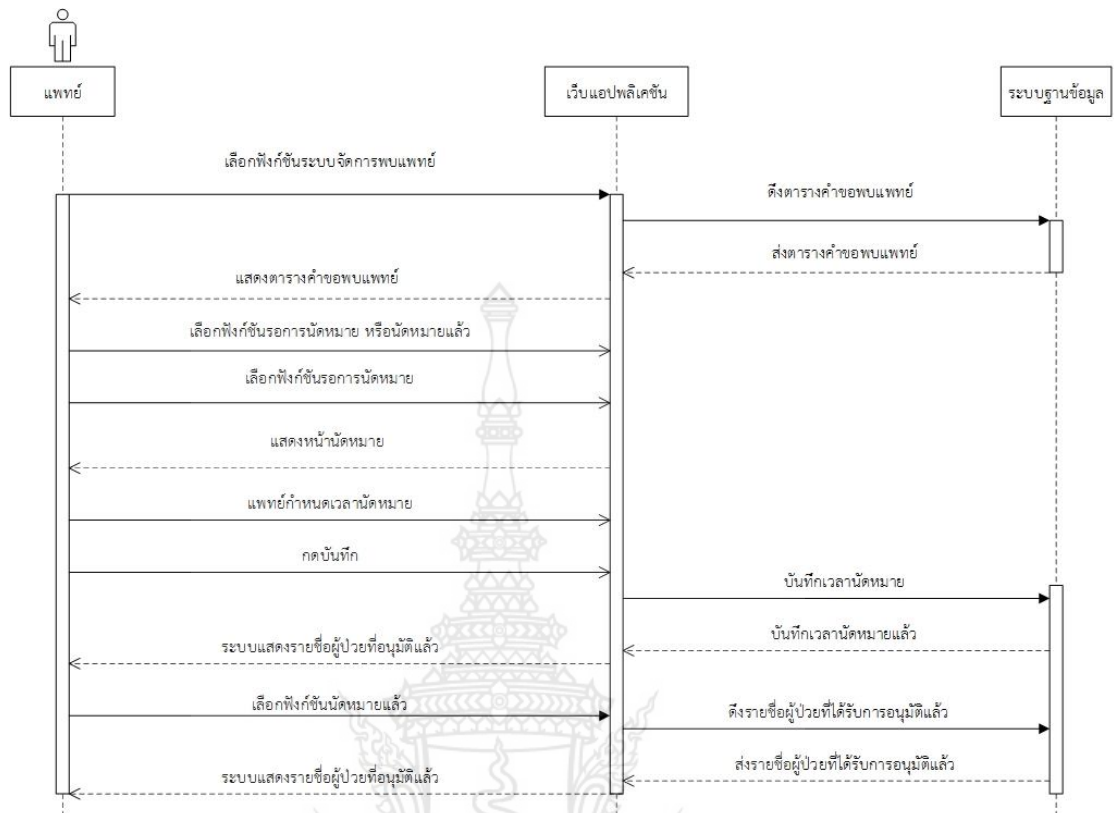 แพทย์
เว็บแอปพลิเคชัน
ระบบฐานข้อมูล
เลือกฟังก์ชันระบบจัดการพบแพทย์
ดึงตารางคำขอพบแพทย์
ส่งตารางคำขอพบแพทย์
แสดงตารางคำขอพบแพทย์
เลือกฟังก์ชันรอการนัดหมาย หรือนัดหมายแล้ว
เลือกฟังก์ชันรอการนัดหมาย
แสดงหน้านัดหมาย
แพทย์กำหนดเวลานัดหมาย
กดบันทึก
บันทึกเวลานัดหมาย
บันทึกเวลานัดหมายแล้ว
ระบบแสดงรายชื่อผู้ป่วยที่อนุมัติแล้ว
เลือกฟังก์ชันนัดหมายแล้ว
ดึงรายชื่อผู้ป่วยที่ได้รับการอนุมัติแล้ว
ส่งรายชื่อผู้ป่วยที่ได้รับการอนุมัติแล้ว
ระบบแสดงรายชื่อผู้ป่วยที่อนุมัติแล้ว